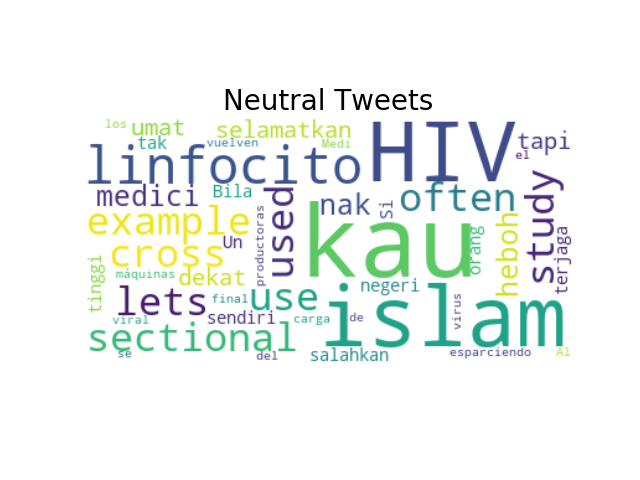 Neutral Tweets
los
umat
selamatkan
HIV
tapi
tak
vuelven
Medi
el
linfocito
medici
Bila
used
nak
Si
often
study
example
Un
productoras
kau
orang
heboh
terjaga
cross
tinggi
máquinas
dekat
negeri
lets
final
use
islam
viral
sendiri
carga
de
virus
sectional
se
del
salahkan
esparciendo
Al